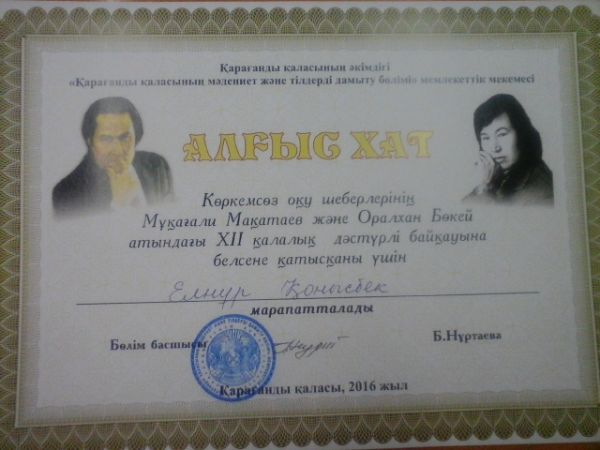 Қарағанды қаласының әкімдігі
«Қарағанды қаласының мәдениет және тілдерді дамыту бөлімі» мемлекеттік мекемесі
АЛҒЫС ХАТ
Көркемсөз оқу шеберлерінің
Мұқағали Мақатаев және Оралхан Бөкей
атындағы XII қалалық дәстүрлі байқауына
белсене қатысқаны үшін
Елнұр Қонысбек
марапатталады
Бөлім басшысы Б.Нұртаева
Қарағанды қаласы, 2016 жыл